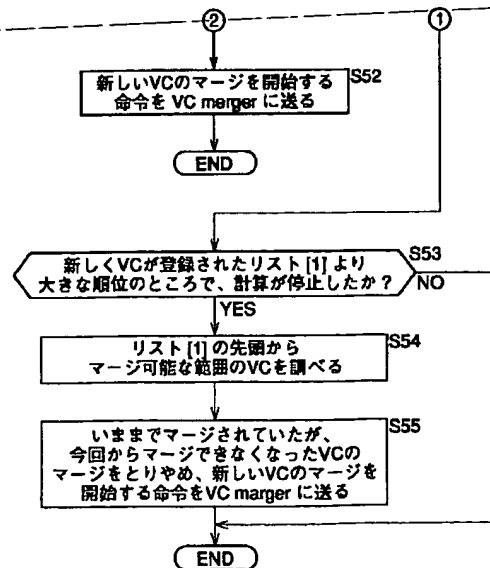 2
1
新しいVCのマージを開始する
命令を VC merger に送る
S52
END
新しくVCが登録されたリスト [1] より
大きな順位のところで、計算が停止したか？
S53
NO
YES
リスト [1] の先頭から
マージ可能な範囲のVCを調べる
S54
いままでマージされていたが、
今回からマージできなくなったVCの
マージをとりやめ、新しいVCのマージを
開始する命令をVC marger に送る
S55
END